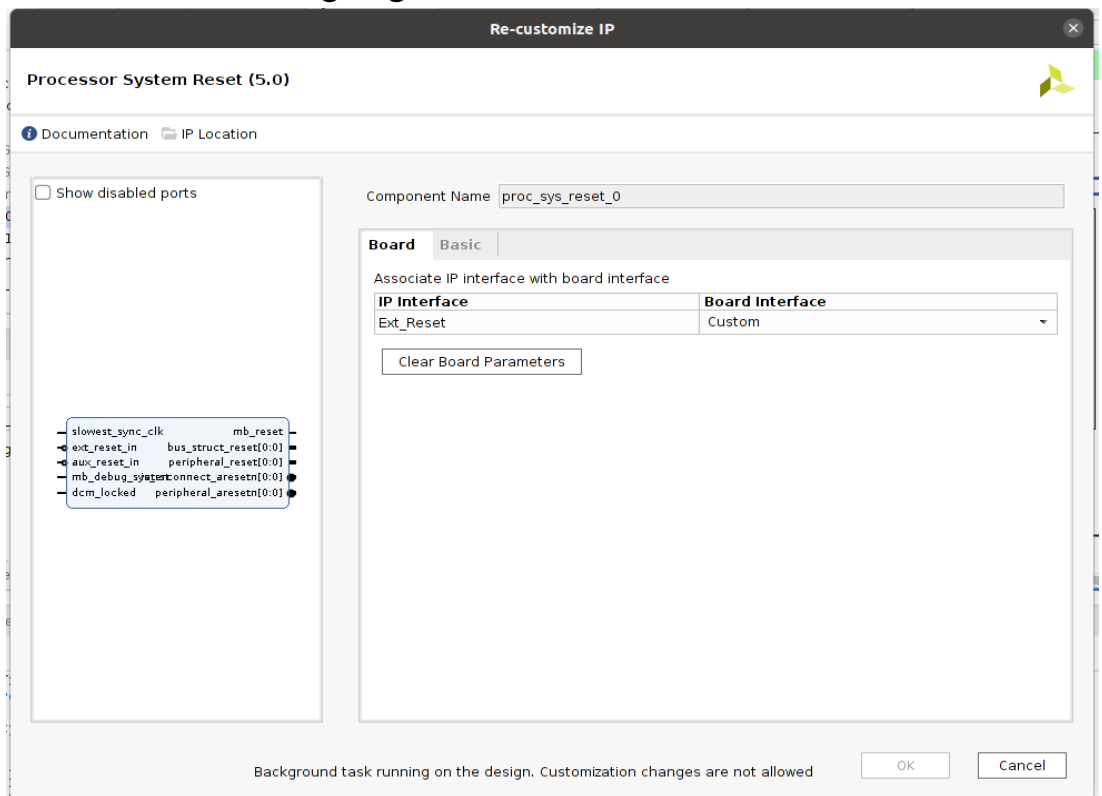 Re-customize IP
Processor System Reset (5.0)
Documentation IP Location
Show disabled ports
Component Name proc_sys_reset_0
Board Basic
Associate IP interface with board interface
IP Interface Board Interface
Ext_Reset Custom
Clear Board Parameters
slowest_sync_clk mb_reset
ext_reset_in bus_struct_reset[0:0]
aux_reset_in peripheral_reset[0:0]
interconnect_aresetn[0:0]
dcm_locked peripheral_aresetn[0:0]
Background task running on the design. Customization changes are not allowed
OK Cancel